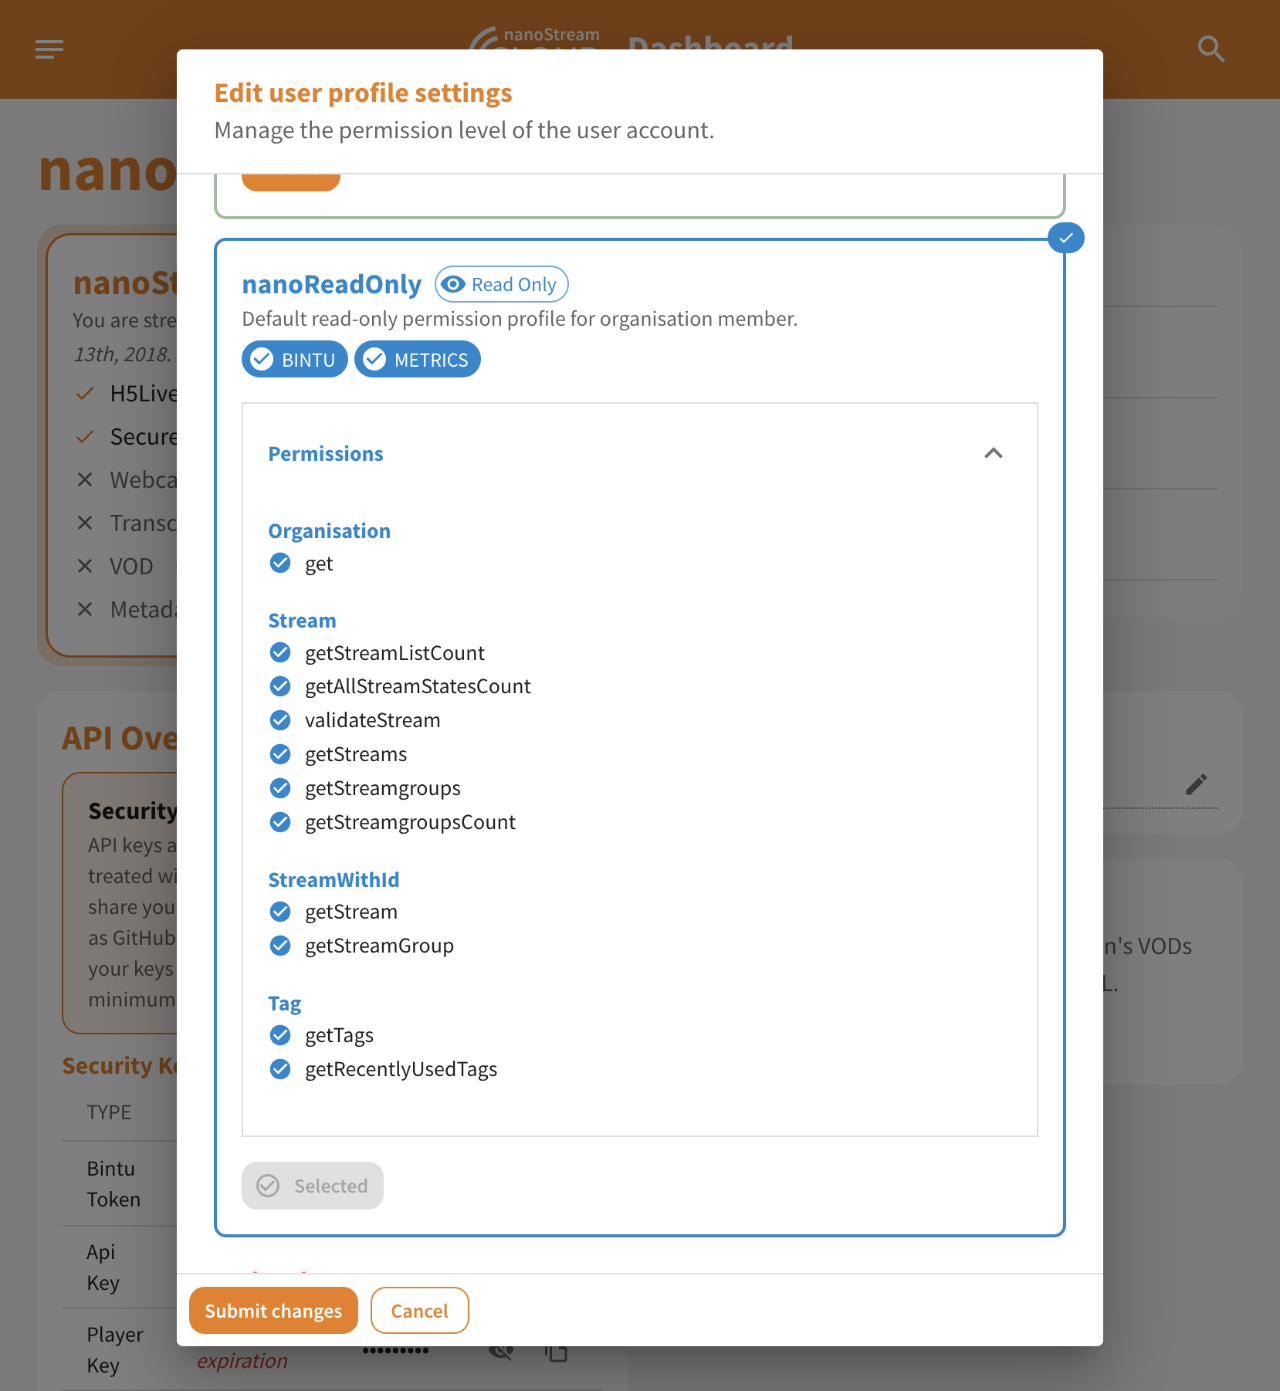 nanoStream
Dashboard
Edit user profile settings
Manage the permission level of the user account.
nano
nanoSt
You are stre
13th, 2018.
H5Live
Secure
Webca
Transc
VOD
Metada
nanoReadOnly
Read Only
Default read-only permission profile for organisation member.
BINTU
METRICS
Permissions
Organisation
get
Stream
getStreamListCount
getAllStreamStatesCount
validateStream
getStreams
getStreamgroups
getStreamgroupsCount
StreamWithId
getStream
getStreamGroup
Tag
getTags
getRecentlyUsedTags
Selected
Submit changes
Cancel
API Ove
Security
API keys a
treated wi
share you
as GitHub
your keys
minimum
n's VODs
L.
Security Ke
TYPE
Bintu
Token
Api
Key
Player
Key
expiration